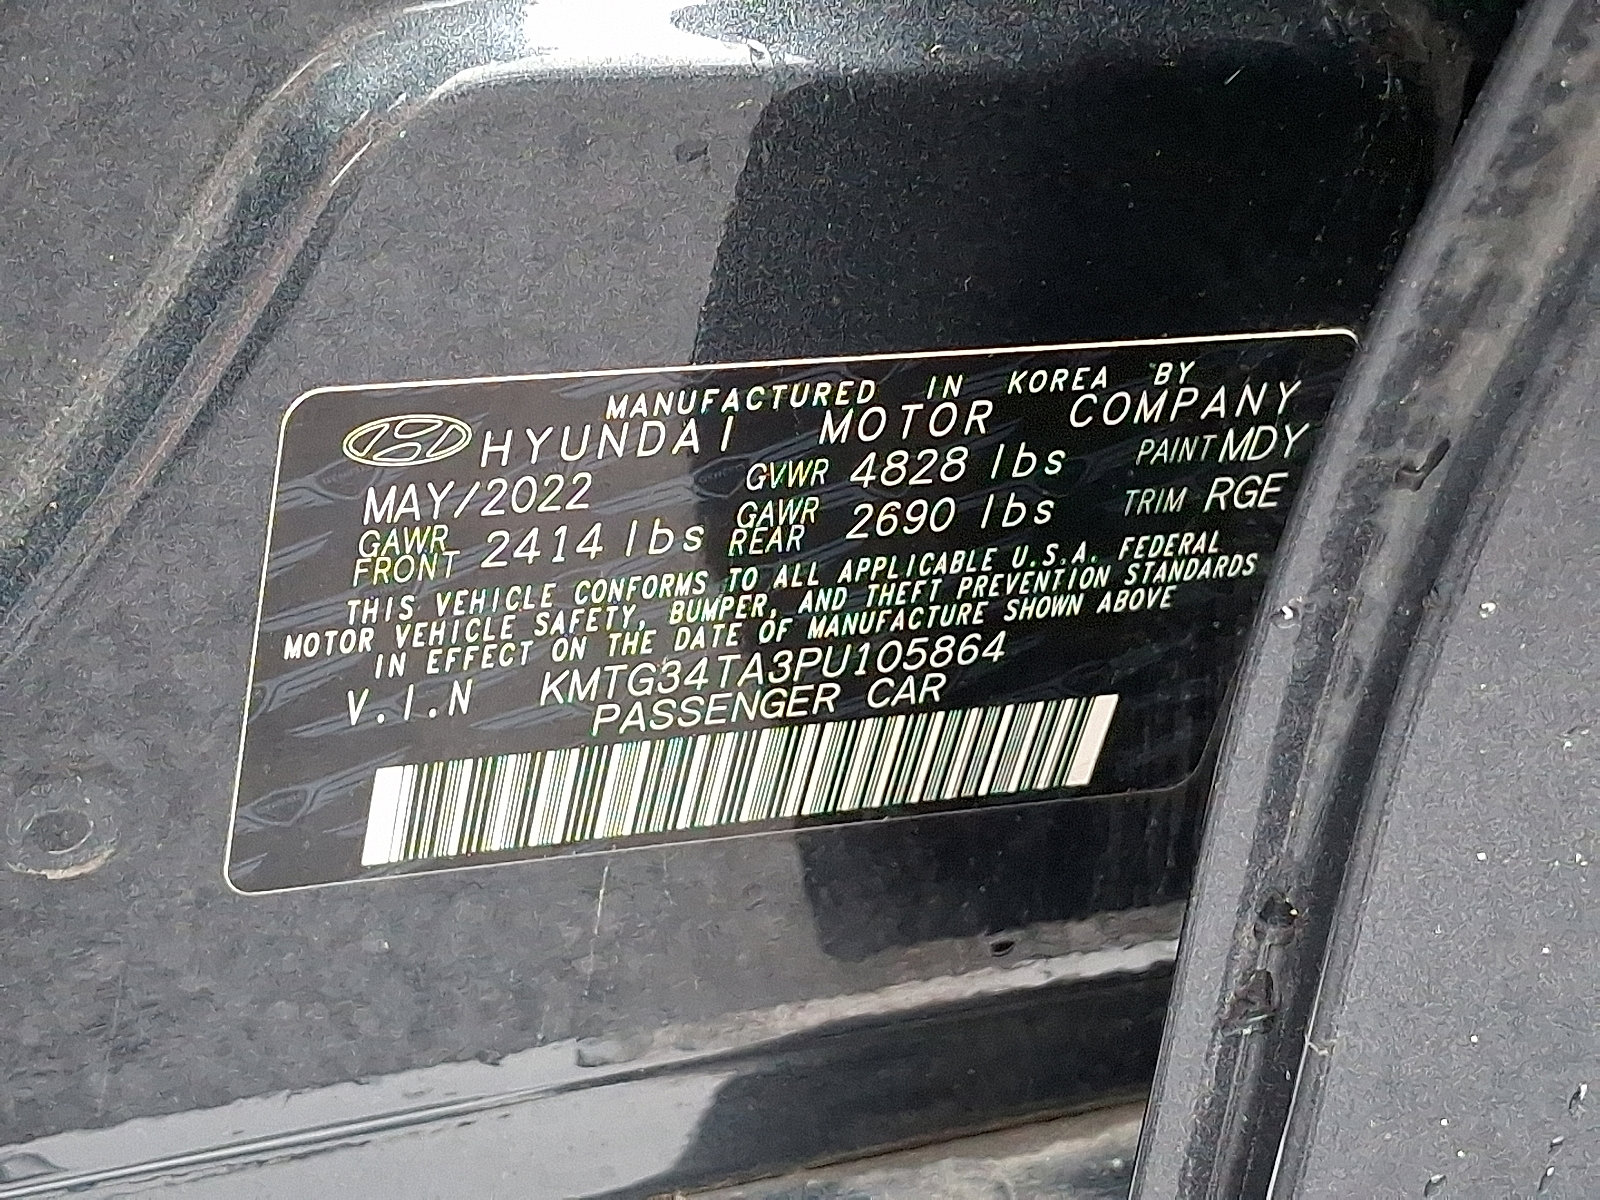 MANUFACTURED IN KOREA BY
HYUNDAI MOTOR COMPANY
MAY/2022 GVWR 4828 lbs PAINT MDY
GAWR FRONT 2414 lbs GAWR REAR 2690 lbs TRIM RGE
THIS VEHICLE CONFORMS TO ALL APPLICABLE U.S.A. FEDERAL
MOTOR VEHICLE SAFETY, BUMPER, AND THEFT PREVENTION STANDARDS
IN EFFECT ON THE DATE OF MANUFACTURE SHOWN ABOVE
V.I.N KMTG34TA3PU105864
PASSENGER CAR